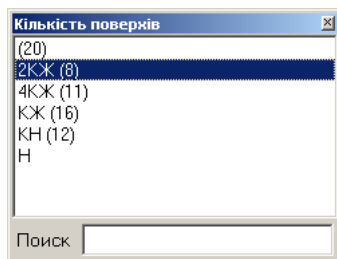 Кількість поверхів
(20)
2КЖ (8)
4КЖ (11)
КЖ (16)
КН (12)
Н
Поиск